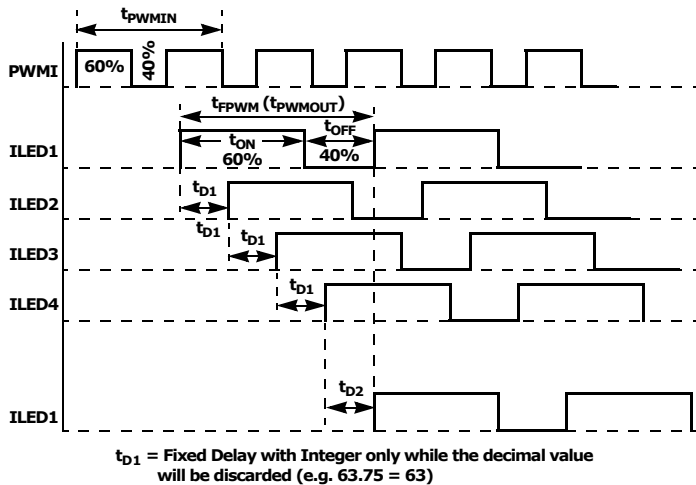 tPWMIN
PWMI
60%
40%
tFPWM (tPWMOUT)
tON
60%
tOFF
40%
ILED1
tD1
ILED2
tD1
tD1
ILED3
tD1
ILED4
tD2
ILED1
tD1 = Fixed Delay with Integer only while the decimal value
will be discarded (e.g. 63.75 = 63)